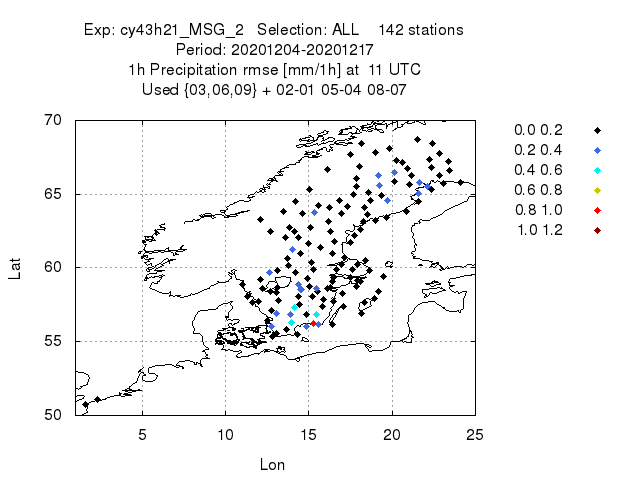 Exp: cy43h21_MSG_2 Selection: ALL 142 stations
Period: 20201204-20201217
1h Precipitation rmse [mm/1h] at 11 UTC
Used {03,06,09} + 02-01 05-04 08-07
70
65
60
55
50
Lat
5 10 15 20 25
Lon
0.0 0.2
0.2 0.4
0.4 0.6
0.6 0.8
0.8 1.0
1.0 1.2